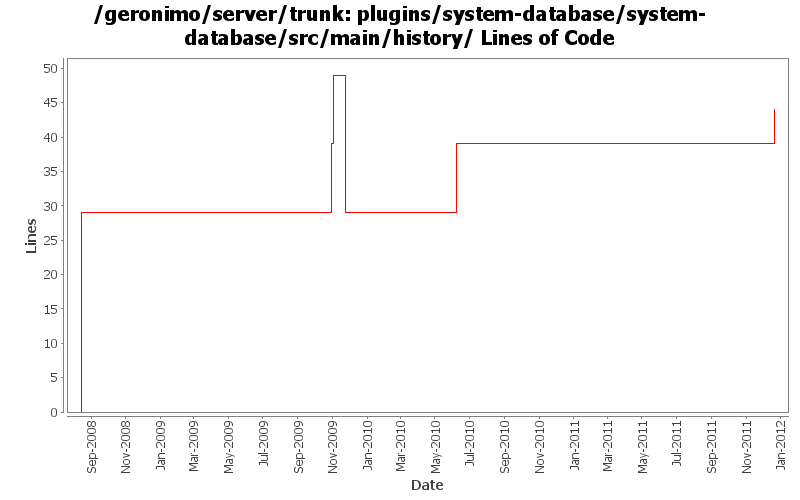 /geronimo/server/trunk: plugins/system-database/system-
database/src/main/history/ Lines of Code
50
45
40
35
30
25
20
15
10
5
0
Lines
Sep-2008
Nov-2008
Jan-2009
Mar-2009
May-2009
Jul-2009
Sep-2009
Nov-2009
Jan-2010
Mar-2010
May-2010
Jul-2010
Sep-2010
Nov-2010
Jan-2011
Mar-2011
May-2011
Jul-2011
Sep-2011
Nov-2011
Jan-2012
Date